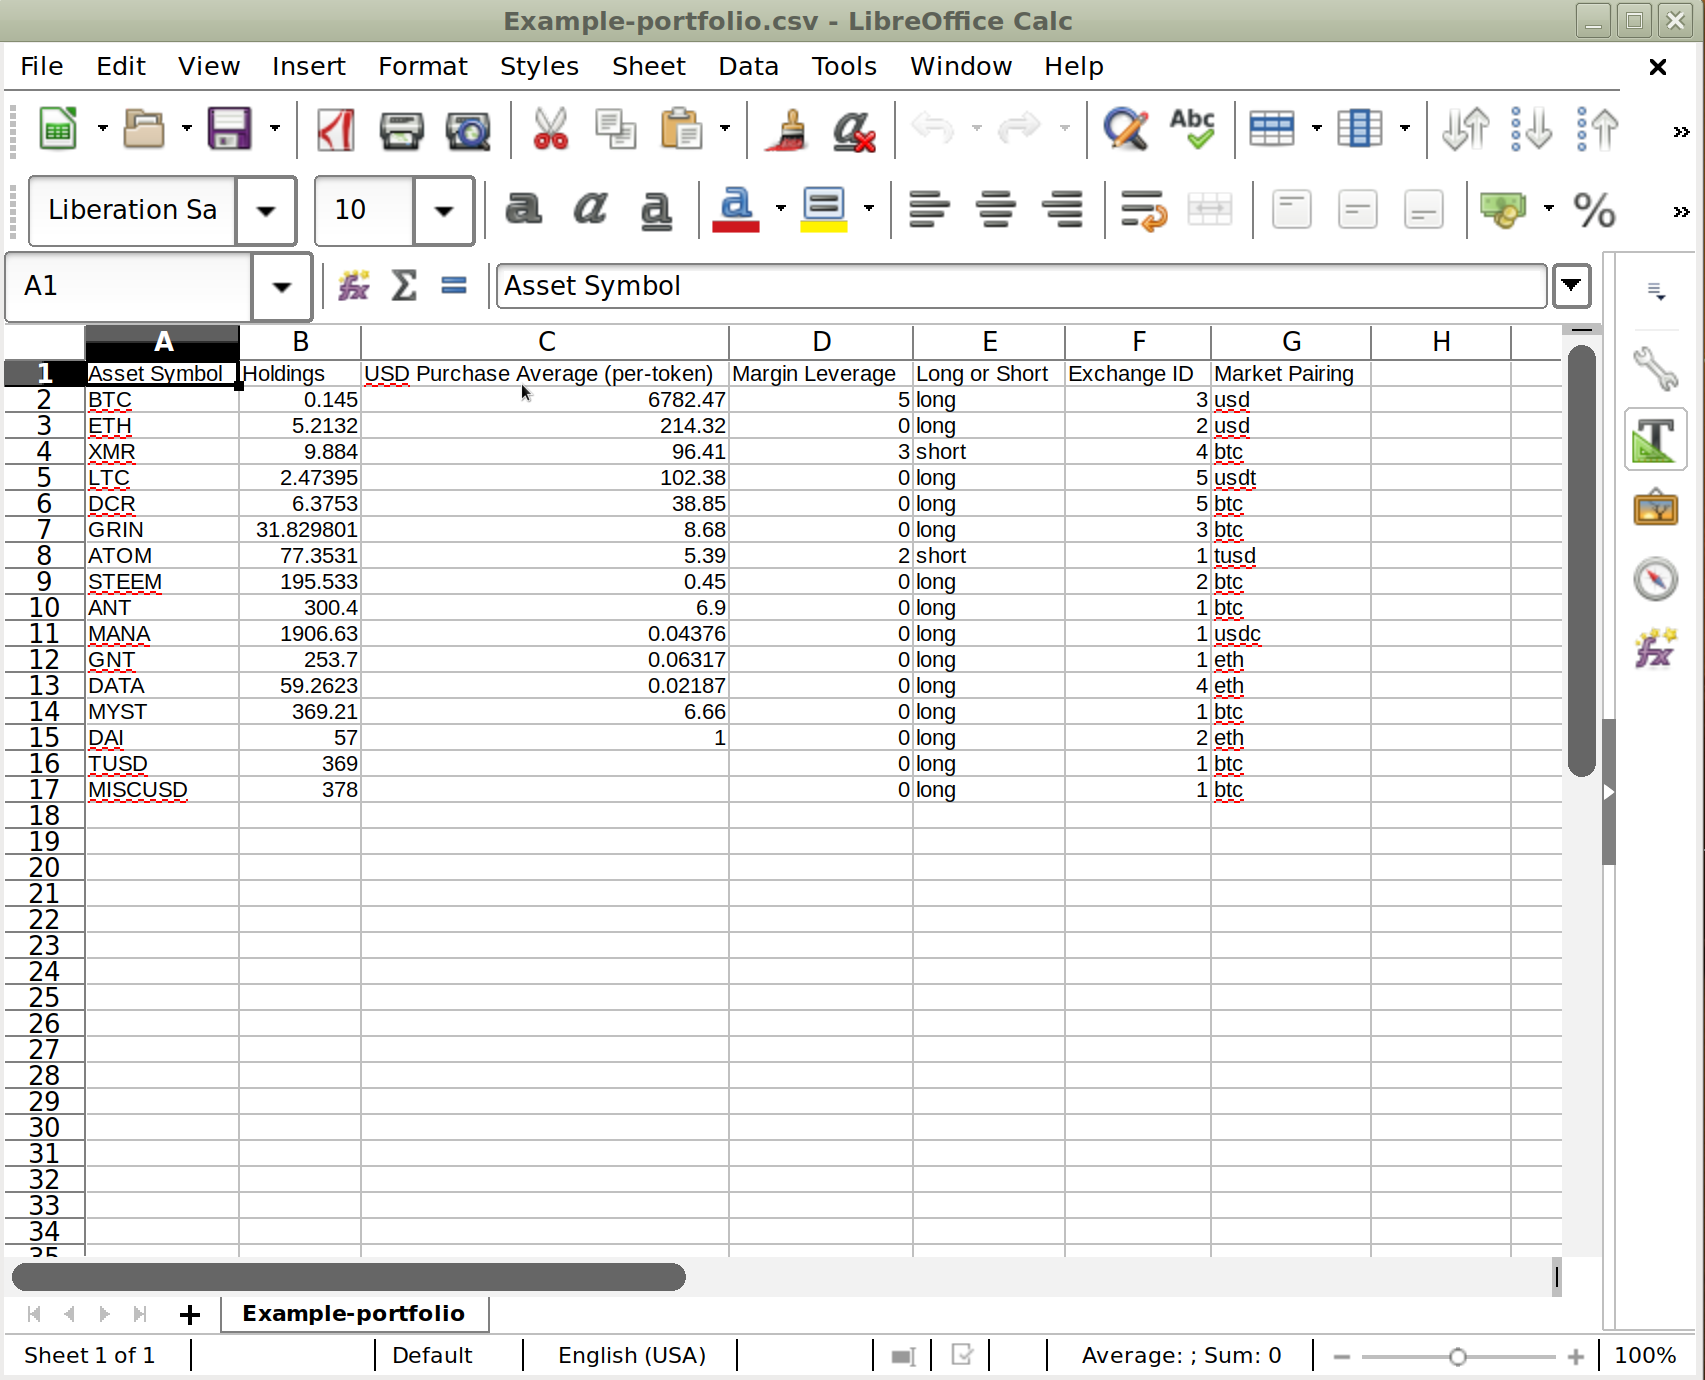 Example-portfolio.csv - LibreOffice Calc
File Edit View Insert Format Styles Sheet Data Tools Window Help
Abc
Liberation Sa 10 a a a a %
A1 fx Σ = Asset Symbol
A B C D E F G H
1 Asset Symbol Holdings USD Purchase Average (per-token) Margin Leverage Long or Short Exchange ID Market Pairing
2 BTC 0.145 6782.47 5 long 3 usd
3 ETH 5.2132 214.32 0 long 2 usd
4 XMR 9.884 96.41 3 short 4 btc
5 LTC 2.47395 102.38 0 long 5 usdt
6 DCR 6.3753 38.85 0 long 5 btc
7 GRIN 31.829801 8.68 0 long 3 btc
8 ATOM 77.3531 5.39 2 short 1 tusd
9 STEEM 195.533 0.45 0 long 2 btc
10 ANT 300.4 6.9 0 long 1 btc
11 MANA 1906.63 0.04376 0 long 1 usdc
12 GNT 253.7 0.06317 0 long 1 eth
13 DATA 59.2623 0.02187 0 long 4 eth
14 MYST 369.21 6.66 0 long 1 btc
15 DAI 57 1 0 long 2 eth
16 TUSD 369 0 long 1 btc
17 MISCUSD 378 0 long 1 btc
18
19
20
21
22
23
24
25
26
27
28
29
30
31
32
33
34
35
Example-portfolio
Sheet 1 of 1 Default English (USA) Average: ; Sum: 0 100%